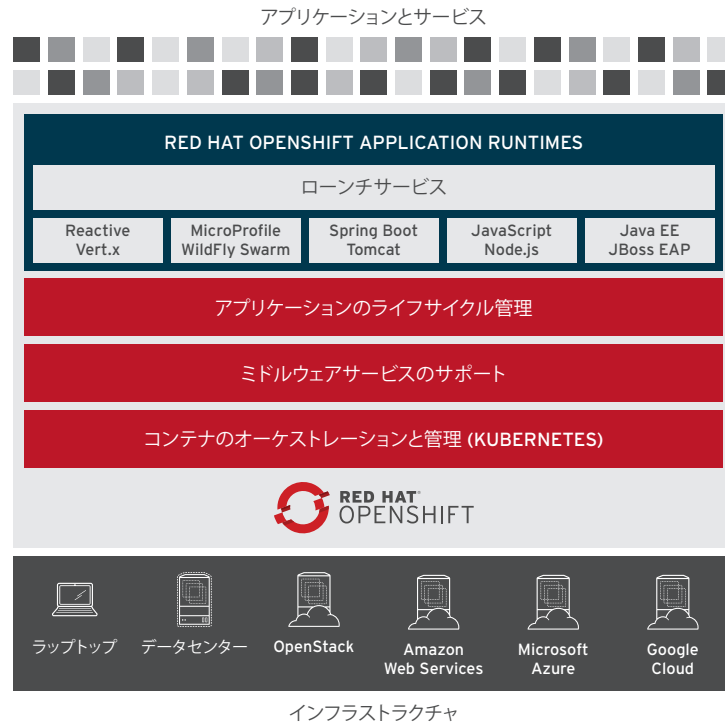 アプリケーションとサービス
RED HAT OPENSHIFT APPLICATION RUNTIMES
ローンチサービス
Reactive
Vert.x
MicroProfile
WildFly Swarm
Spring Boot
Tomcat
JavaScript
Node.js
Java EE
JBoss EAP
アプリケーションのライフサイクル管理
ミドルウェアサービスのサポート
コンテナのオーケストレーションと管理 (KUBERNETES)
RED HAT
OPENSHIFT
ラップトップ
データセンター
OpenStack
Amazon
Web Services
Microsoft
Azure
Google
Cloud
インフラストラクチャ